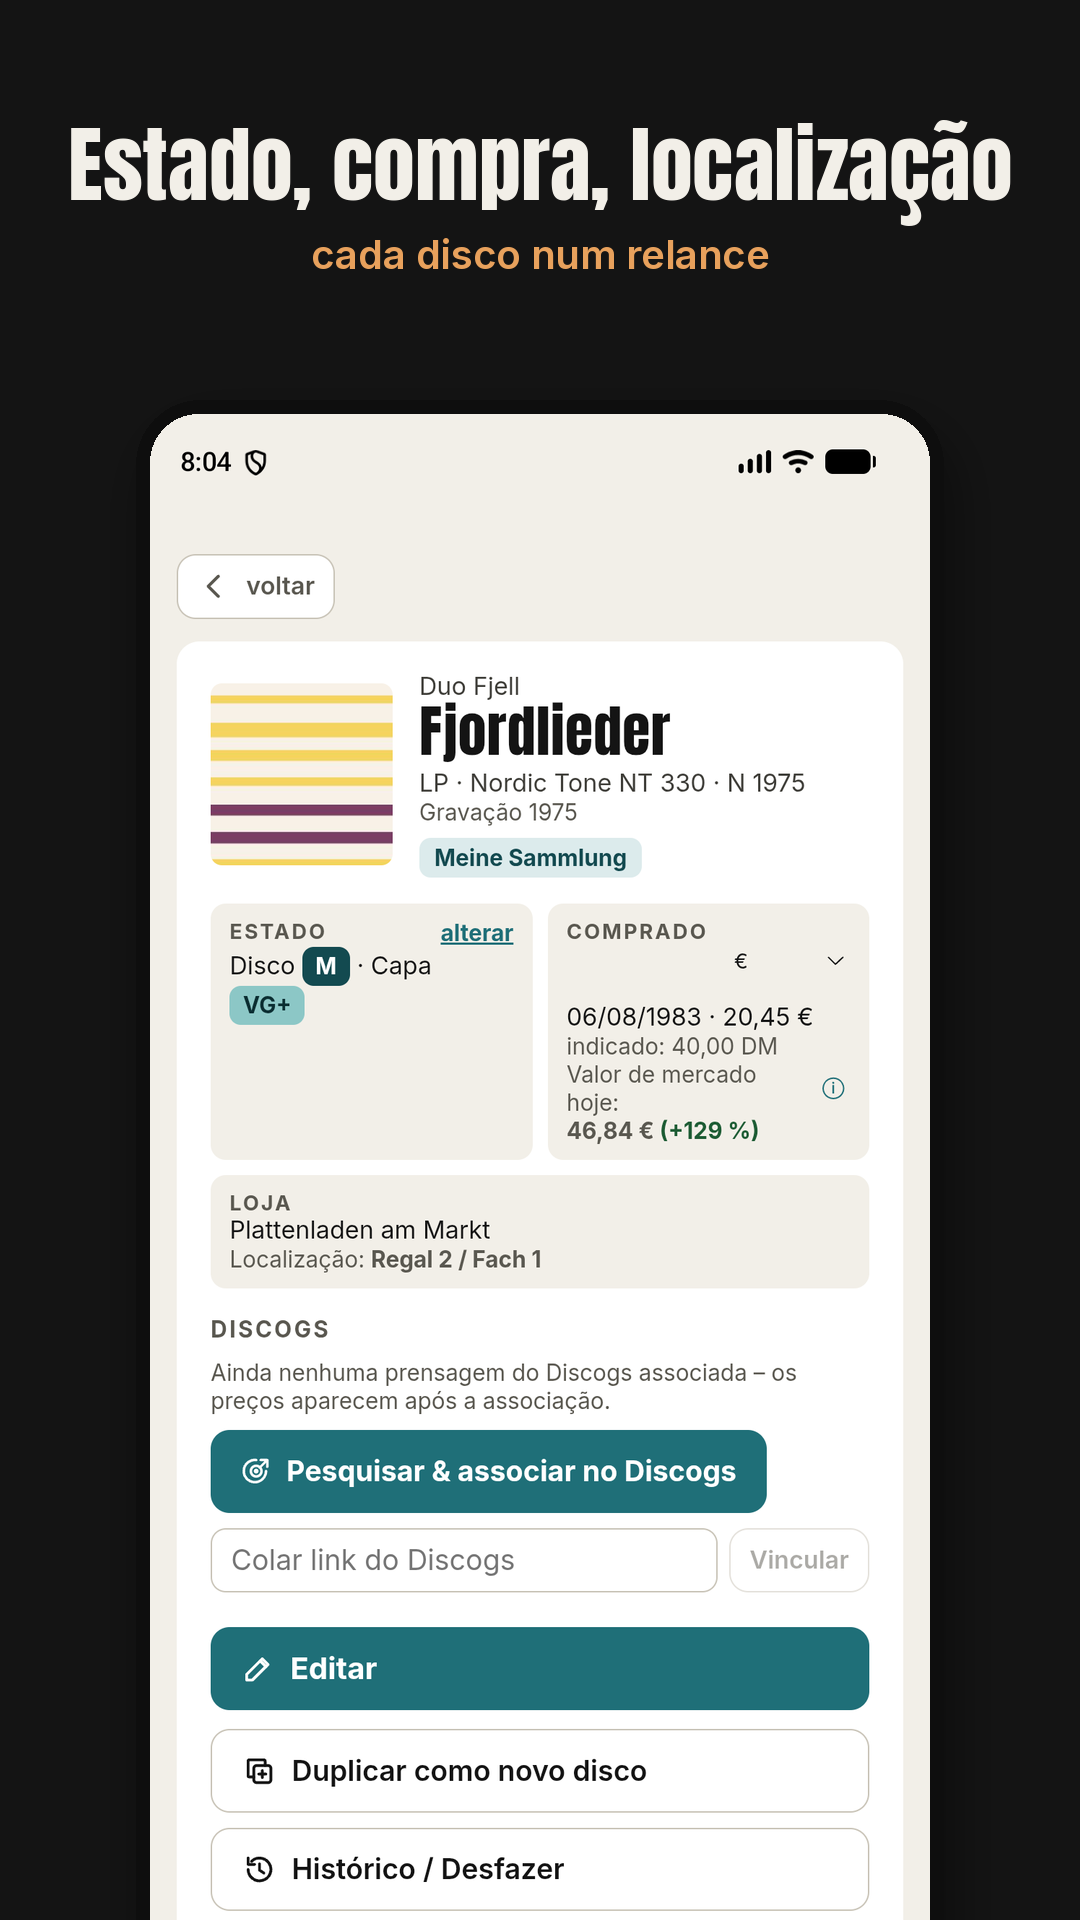 Estado, compra, localização
cada disco num relance
8:04
voltar
Duo Fjell
Fjordlieder
LP · Nordic Tone NT 330 · N 1975
Gravação 1975
Meine Sammlung
ESTADO
alterar
Disco M · Capa
VG+
COMPRADO
€
06/08/1983 · 20,45 €
indicado: 40,00 DM
Valor de mercado
hoje:
46,84 € (+129 %)
LOJA
Plattenladen am Markt
Localização: Regal 2 / Fach 1
DISCOGS
Ainda nenhuma prensagem do Discogs associada – os
preços aparecem após a associação.
Pesquisar & associar no Discogs
Colar link do Discogs
Vincular
Editar
Duplicar como novo disco
Histórico / Desfazer